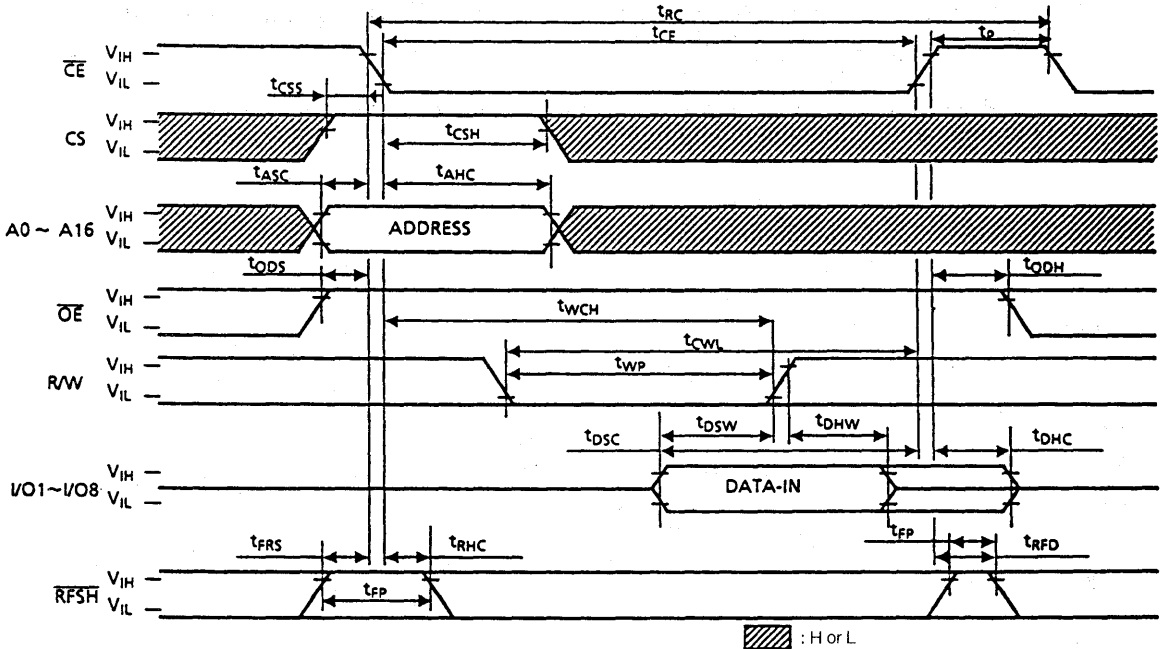 tRC
tCE
tP
VIH
CE
VIL
tCSS
VIH
CS
tCSH
VIL
tASC
tAHC
VIH
A0 ~ A16
ADDRESS
VIL
tODS
tODH
VIH
OE
tWCH
VIL
tCWL
VIH
R/W
tWP
VIL
tDSW
tDHW
tDSC
tDHC
VIH
I/O1~I/O8
DATA-IN
VIL
tFP
tFRS
tRHC
tRFD
VIH
RFSH
tFP
VIL
: H or L